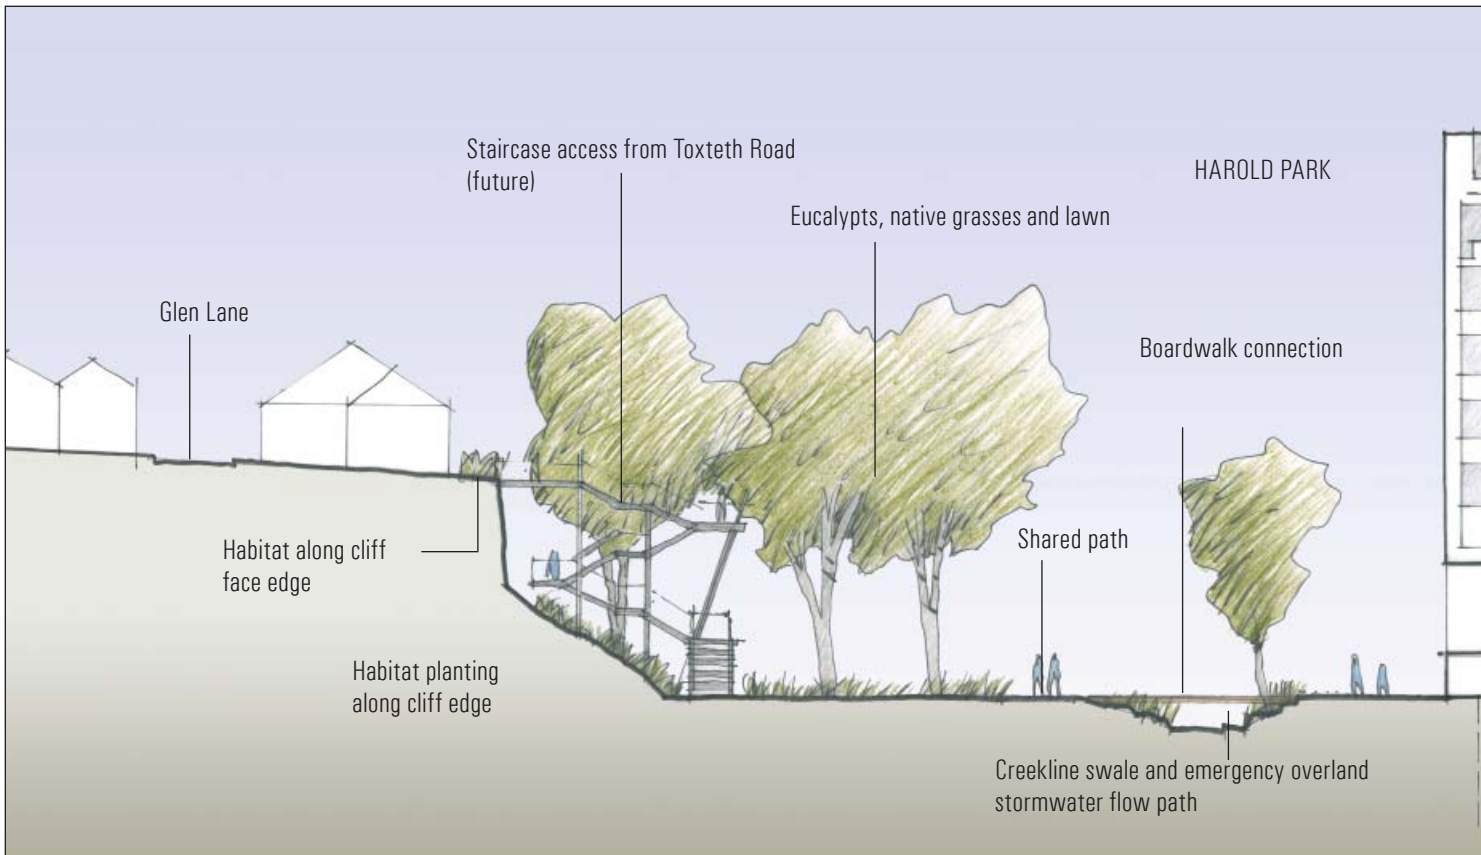 Staircase access from Toxteth Road
(future)
HAROLD PARK
Eucalypts, native grasses and lawn
Glen Lane
Boardwalk connection
Shared path
Habitat along cliff
face edge
Habitat planting
along cliff edge
Creekline swale and emergency overland
stormwater flow path